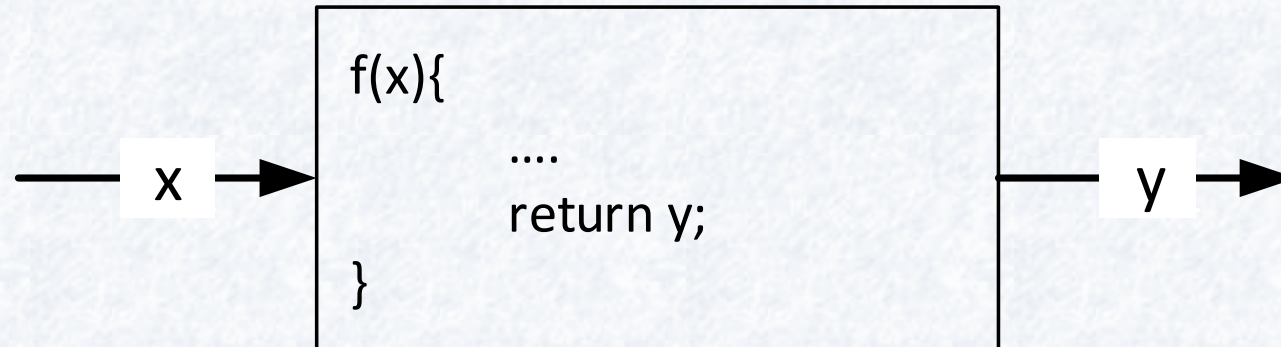 f(x){
....
x
y
return y;
}